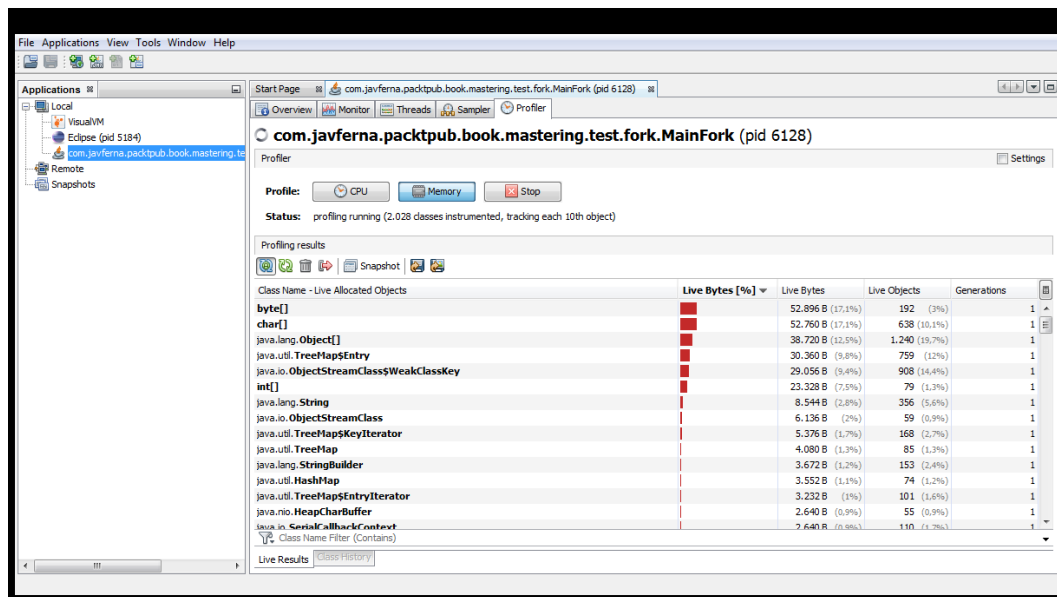 File Applications View Tools Window Help
Applications
Local
VisualVM
Eclipse (pid 5184)
com.javferna.packtpub.book.mastering.te
Remote
Snapshots
Start Page com.javferna.packtpub.book.mastering.test.fork.MainFork (pid 6128)
Overview Monitor Threads Sampler Profiler
com.javferna.packtpub.book.mastering.test.fork.MainFork (pid 6128)
Profiler Settings
Profile: CPU Memory Stop
Status: profiling running (2.028 classes instrumented, tracking each 10th object)
Profiling results
Snapshot
Class Name - Live Allocated Objects Live Bytes [%] Live Bytes Live Objects Generations
byte[] 52.896 B (17,1%) 192 (3%) 1
char[] 52.760 B (17,1%) 638 (10,1%) 1
java.lang.Object[] 38.720 B (12,5%) 1.240 (19,7%) 1
java.util.TreeMap$Entry 30.360 B (9,8%) 759 (12%) 1
java.io.ObjectStreamClass$WeakClassKey 29.056 B (9,4%) 908 (14,4%) 1
int[] 23.328 B (7,5%) 79 (1,3%) 1
java.lang.String 8.544 B (2,8%) 356 (5,6%) 1
java.io.ObjectStreamClass 6.136 B (2%) 59 (0,9%) 1
java.util.TreeMap$KeyIterator 5.376 B (1,7%) 168 (2,7%) 1
java.util.TreeMap 4.080 B (1,3%) 85 (1,3%) 1
java.lang.StringBuilder 3.672 B (1,2%) 153 (2,4%) 1
java.util.HashMap 3.552 B (1,1%) 74 (1,2%) 1
java.util.TreeMap$EntryIterator 3.232 B (1%) 101 (1,6%) 1
java.nio.HeapCharBuffer 2.640 B (0,9%) 55 (0,9%) 1
java.io.SerialCallbackContext 2.640 B (0,9%) 110 (1,7%) 1
Class Name Filter (Contains)
Live Results Class History